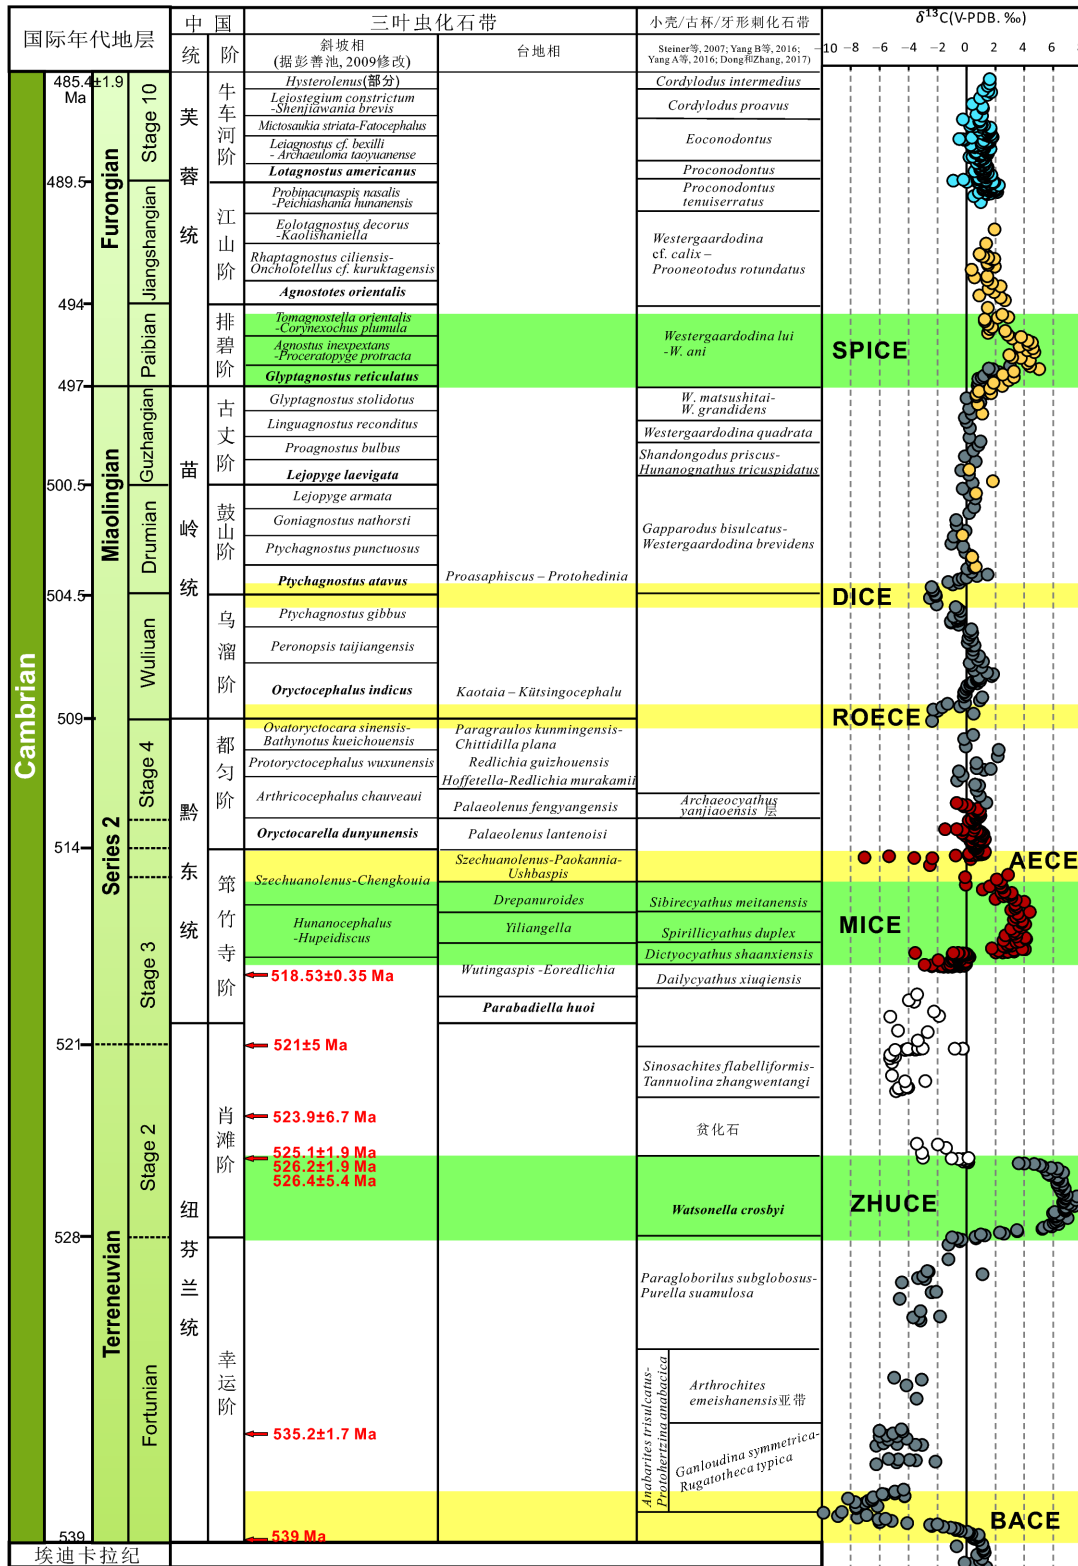 国际年代地层
中 国
统 阶
三叶虫化石带
斜坡相
(据彭善池,2009修改)
台地相
小壳/古杯/牙形刺化石带
Steiner等, 2007; Yang B等, 2016;
Yang A等, 2016; Dong和Zhang, 2017)
δ13C(V-PDB. ‰)
-10 -8 -6 -4 -2 0 2 4 6 8
485.4±1.9
Ma
489.5
494
497
500.5
504.5
509
514
521
528
539
Cambrian
Furongian
Miaolingian
Series 2
Terreneuvian
Stage 10
Jiangshangian
Paibian
Guzhangian
Drumian
Wuliuan
Stage 4
Stage 3
Stage 2
Fortunian
埃迪卡拉纪
芙蓉统
苗岭统
黔东统
纽芬兰统
牛车河阶
江山阶
排碧阶
古丈阶
鼓山阶
乌溜阶
都匀阶
筇竹寺阶
肖滩阶
幸运阶
Hysterolenus(部分)
Leiostegium constrictum
-Shenjiawania brevis
Mictosaukia striata-Fatocephalus
Leiagnostus cf. bexilli
- Archaeuloma taoyuanense
Lotagnostus americanus
Probinacunaspis nasalis
-Peichiashania hunanensis
Eolotagnostus decorus
-Kaolishaniella
Rhaptagnostus ciliensis-
Oncholotellus cf. kuruktagensis
Agnostotes orientalis
Tomagnostella orientalis
-Corynexochus plumula
Agnostus inexpextans
-Proceratopyge protracta
Glyptagnostus reticulatus
Glyptagnostus stolidotus
Linguagnostus reconditus
Proagnostus bulbus
Lejopyge laevigata
Lejopyge armata
Goniagnostus nathorsti
Ptychagnostus punctuosus
Ptychagnostus atavus
Ptychagnostus gibbus
Peronopsis taijiangensis
Oryctocephalus indicus
Ovatoryctocara sinensis-
Bathynotus kueichouensis
Protoryctocephalus wuxunensis
Arthricocephalus chauveaui
Oryctocarella dunyunensis
Szechuanolenus-Chengkouia
Hunanocephalus
-Hupeidiscus
518.53±0.35 Ma
521±5 Ma
523.9±6.7 Ma
525.1±1.9 Ma
526.2±1.9 Ma
526.4±5.4 Ma
535.2±1.7 Ma
539 Ma
Proasaphiscus – Protohedinia
Kaotaia – Kütsingocephalu
Paragraulos kunmingensis-
Chittidilla plana
Redlichia guizhouensis
Hoffetella-Redlichia murakamii
Palaeolenus fengyangensis
Palaeolenus lantenoisi
Szechuanolenus-Paokannia-
Ushbaspis
Drepanuroides
Yiliangella
Wutingaspis -Eoredlichia
Parabadiella huoi
Cordylodus intermedius
Cordylodus proavus
Eoconodontus
Proconodontus
Proconodontus
tenuiserratus
Westergaardodina
cf. calix –
Prooneotodus rotundatus
Westergaardodina lui
-W. ani
W. matsushitai-
W. grandidens
Westergaardodina quadrata
Shandongodus priscus-
Hunanognathus tricuspidatus
Gapparodus bisulcatus-
Westergaardodina brevidens
Archaeocyathus
yanjiaoensis 层
Sibirecyathus meitanensis
Spirillicyathus duplex
Dictyocyathus shaanxiensis
Dailycyathus xiuqiensis
Sinosachites flabelliformis-
Tannuolina zhangwentangi
贫化石
Watsonella crosbyi
Paragloborilus subglobosus-
Purella suamulosa
Anabarites trisulcatus-
Protohertzina anabacica
Arthrochites
emeishanensis亚带
Ganloudina symmetrica-
Rugatotheca typica
SPICE
DICE
ROECE
AECE
MICE
ZHUCE
BACE